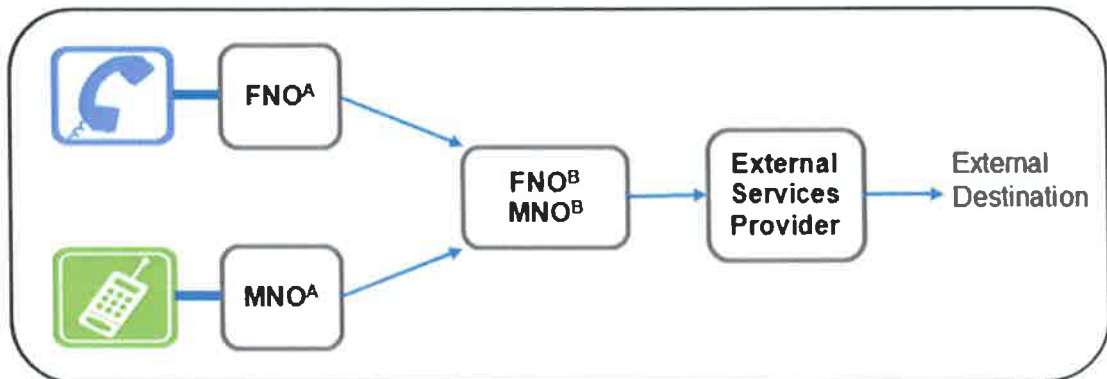 FNOᴬ
FNOᴮ
MNOᴮ
External
Services
Provider
External
Destination
MNOᴬ